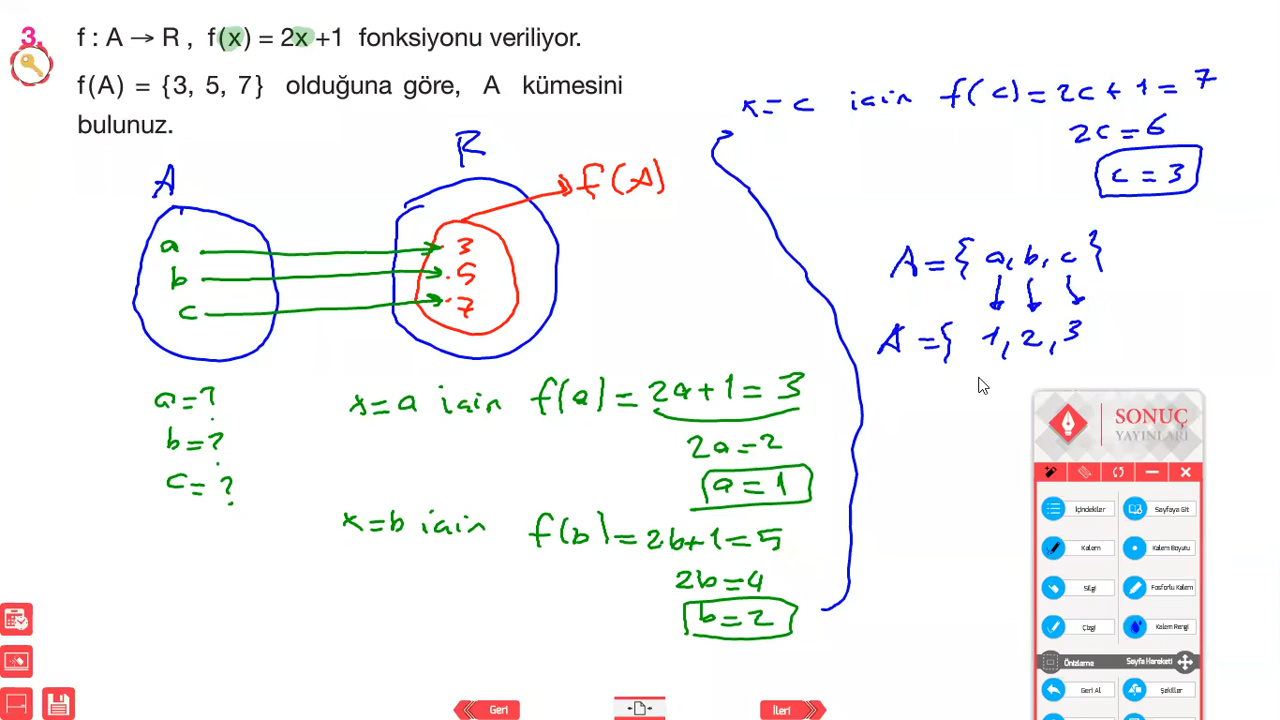 3. f : A → R , f(x) = 2x +1 fonksiyonu veriliyor.
f(A) = {3, 5, 7} olduğuna göre, A kümesini
bulunuz.
A
R
f(A)
a
b
c
3
5
7
a=?
b=?
c=?
x=a için f(a)=2a+1=3
2a=2
a=1
x=b için f(b)=2b+1=5
2b=4
b=2
x=c için f(c)=2c+1=7
2c=6
c=3
A={a,b,c}
A={1,2,3
SONUÇ
YAYINLARI
İçindekiler
Sayfaya Git
Kalem
Kalem Boyutu
Silgi
Fosforlu Kalem
Çizgi
Kalem Rengi
Önizleme
Sayfa Hareketi
Geri Al
Şekiller
Geri
İleri